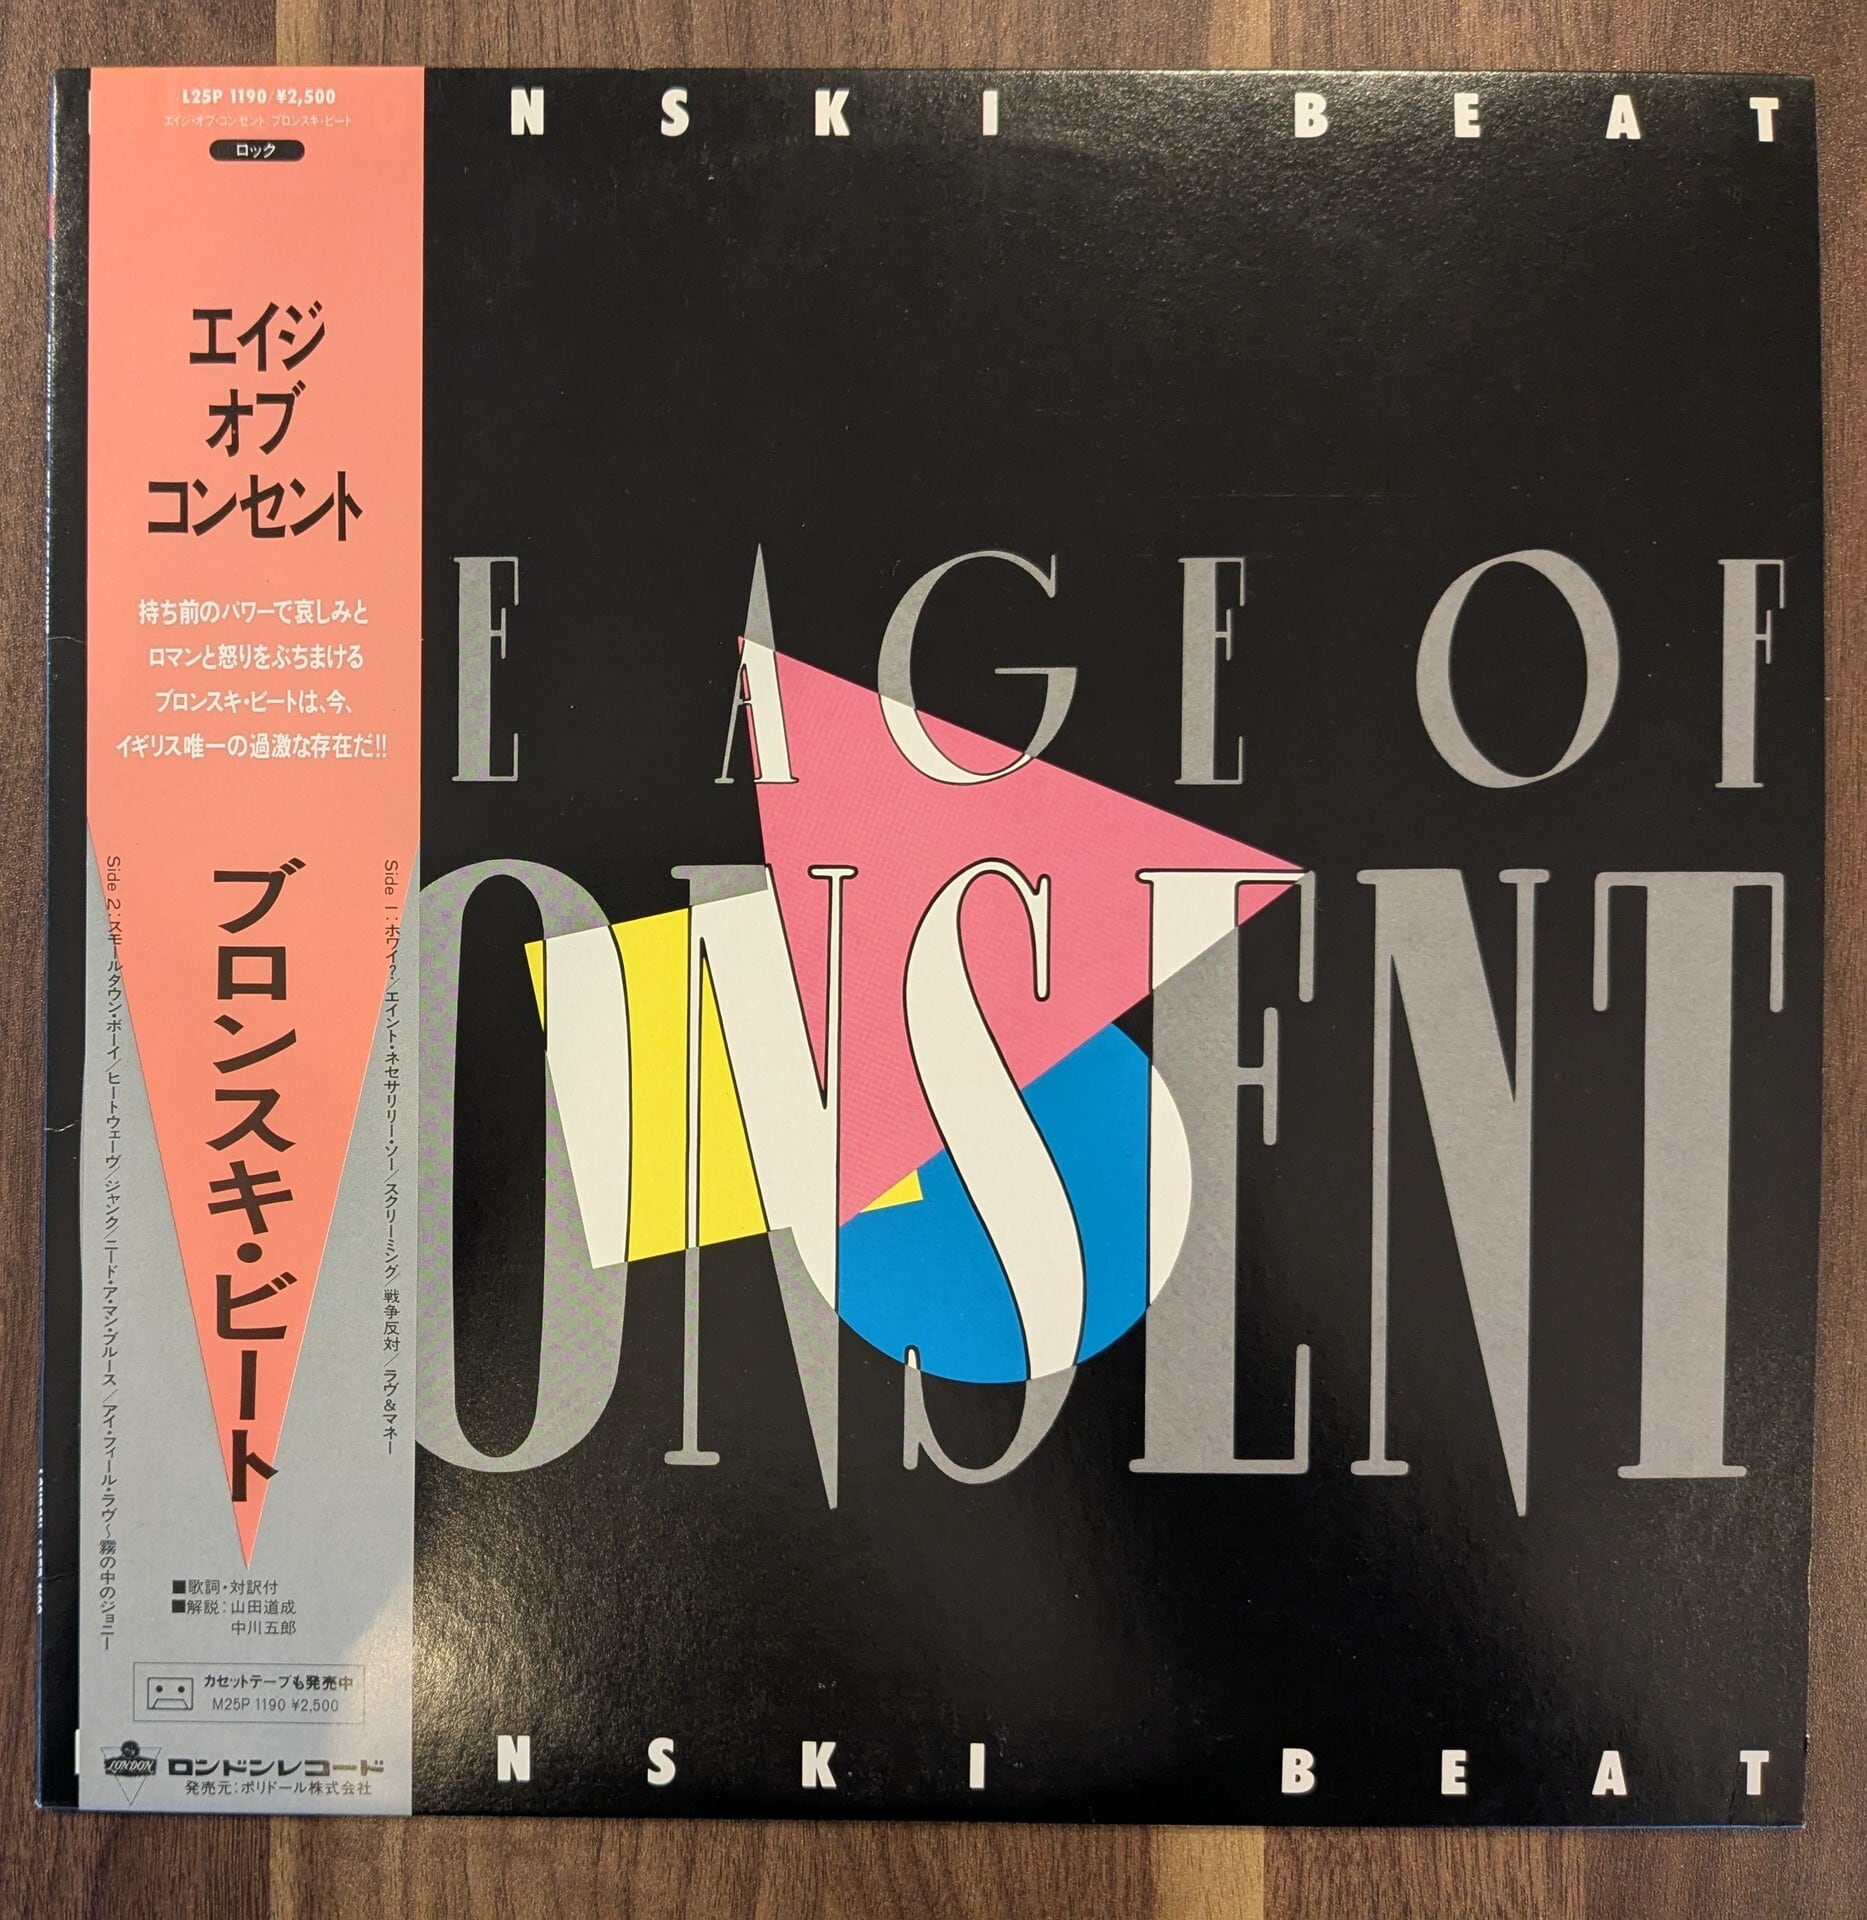 L25P 1190/¥2,500
エイジ・オブ・コンセント/ブロンスキ・ビート
ロック
NSKI BEAT
エイジ
オブ
コンセント
持ち前のパワーで哀しみと
ロマンと怒りをぶちまける
ブロンスキ・ビートは、今、
イギリス唯一の過激な存在だ!!
ブロンスキ・ビート
Side 1:ホワイ?/エイント・ネセサリリー・ソー/スクリーミング/戦争反対/ラヴ&マネー
Side 2:スモールタウン・ボーイ/ヒートウェーヴ/ジャンク/ニード・ア・マン・ブルース/アイ・フィール・ラヴ〜霧の中のジョニー
E AGE OF
ONSENT
■歌詞・対訳付
■解説:山田道成
中川五郎
カセットテープも発売中
M25P 1190 ¥2,500
LONDON
ロンドンレコード
発売元:ポリドール株式会社
NSKI BEAT